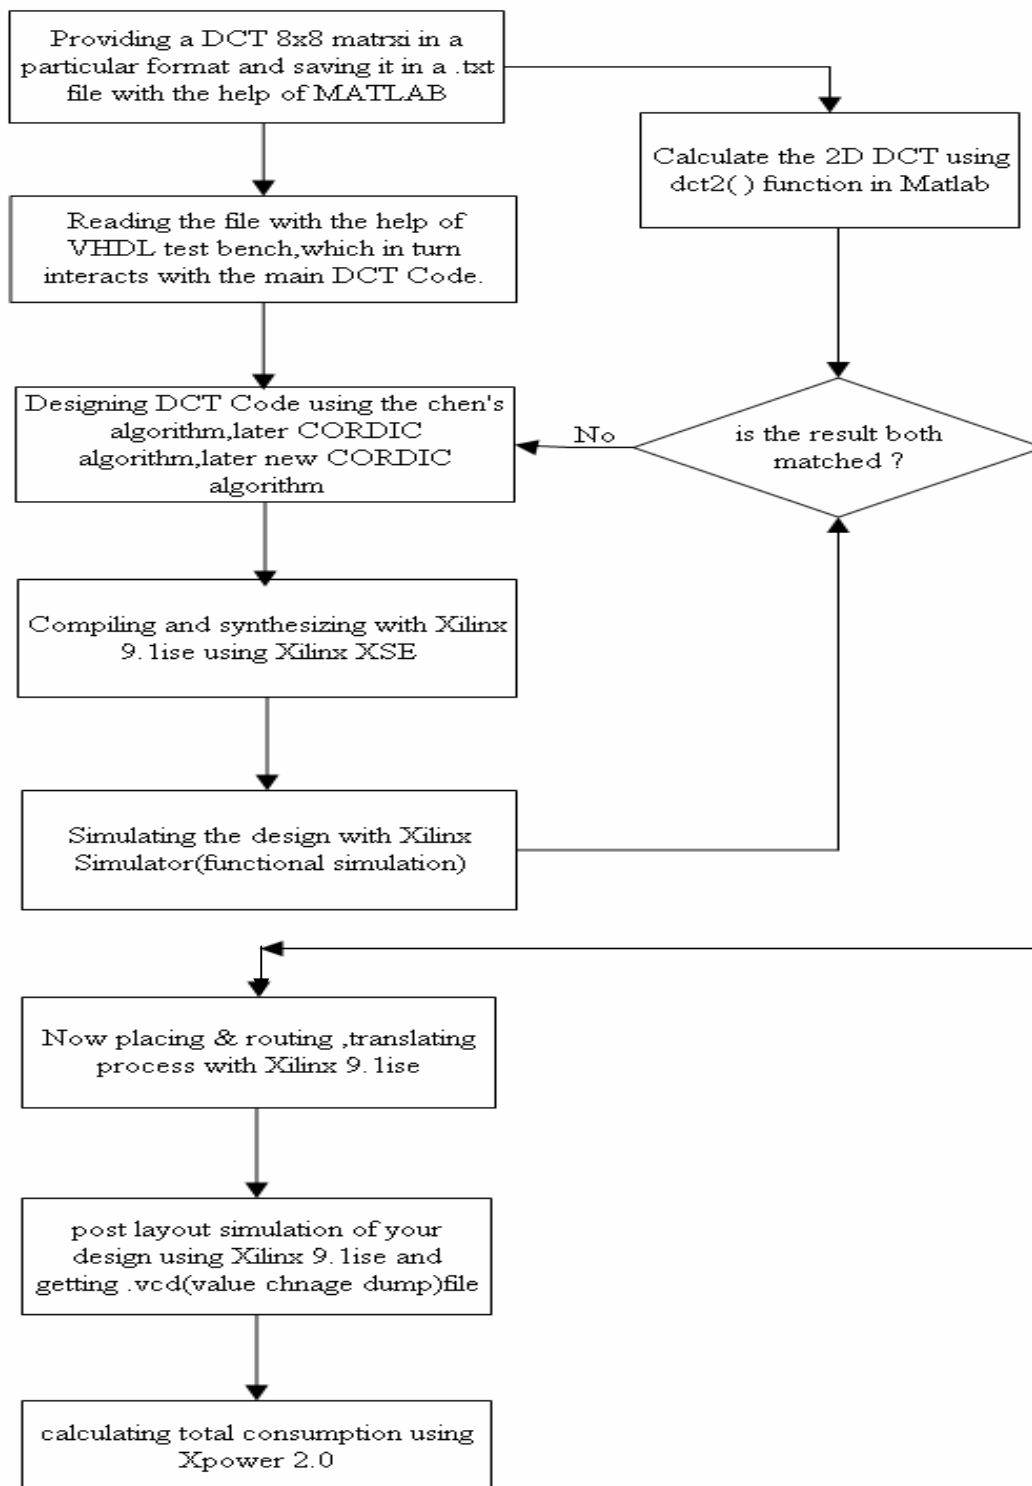 Providing a DCT 8x8 matrxi in a
particular format and saving it in a .txt
file with the help of MATLAB
Calculate the 2D DCT using
dct2( ) function in Matlab
Reading the file with the help of
VHDL test bench,which in turn
interacts with the main DCT Code.
Designing DCT Code using the chen's
algorithm,later CORDIC
algorithm,later new CORDIC
algorithm
No
is the result both
matched ?
Compiling and synthesizing with Xilinx
9.1ise using Xilinx XSE
Simulating the design with Xilinx
Simulator(functional simulation)
Now placing & routing ,translating
process with Xilinx 9.1ise
post layout simulation of your
design using Xilinx 9.1ise and
getting .vcd(value chnage dump)file
calculating total consumption using
Xpower 2.0